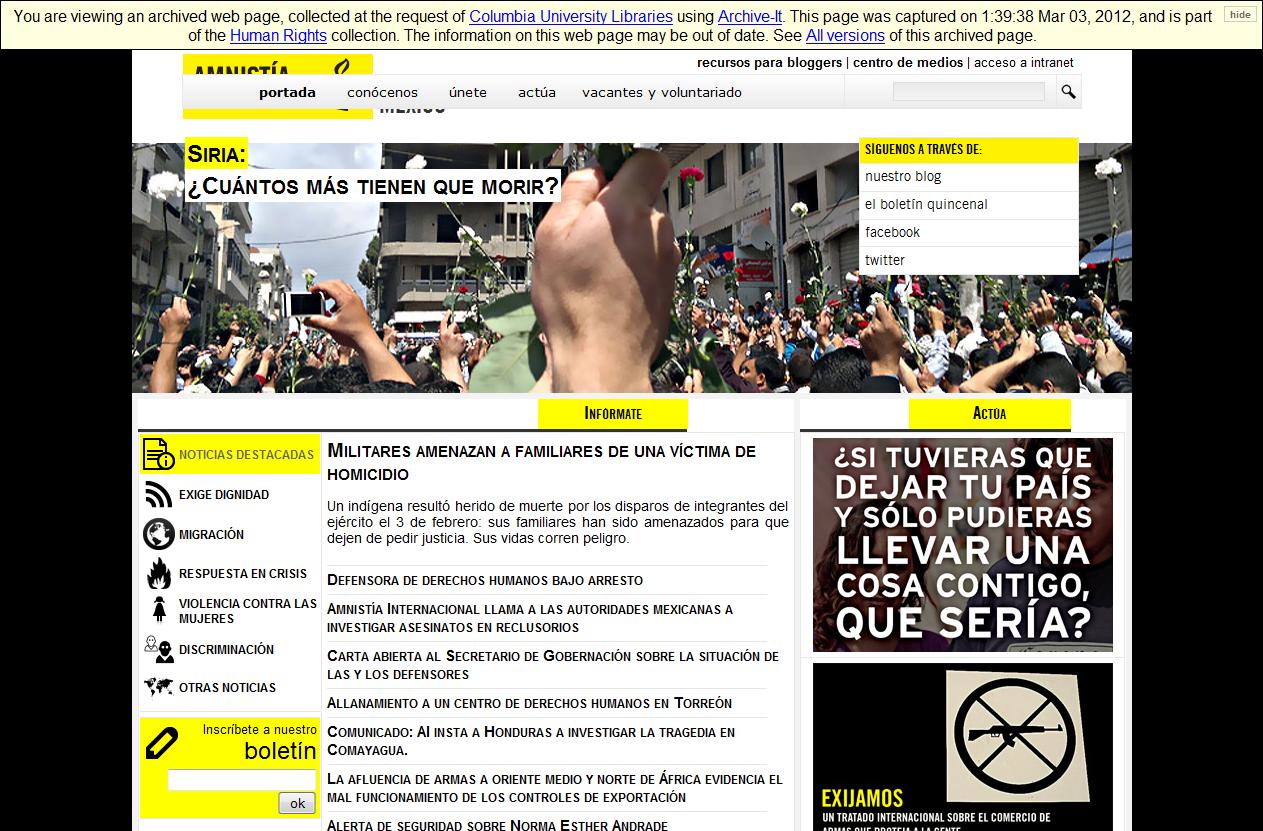 You are viewing an archived web page, collected at the request of Columbia University Libraries using Archive-It. This page was captured on 1:39:38 Mar 03, 2012, and is part
of the Human Rights collection. The information on this web page may be out of date. See All versions of this archived page.
hide
recursos para bloggers | centro de medios | acceso a intranet
AMNISTÍA
MÉXICO
portada conócenos únete actúa vacantes y voluntariado
Siria:
¿Cuántos más tienen que morir?
SÍGUENOS A TRAVÉS DE:
nuestro blog
el boletín quincenal
facebook
twitter
Infórmate
NOTICIAS DESTACADAS
EXIGE DIGNIDAD
MIGRACIÓN
RESPUESTA EN CRISIS
VIOLENCIA CONTRA LAS
MUJERES
DISCRIMINACIÓN
OTRAS NOTICIAS
Inscríbete a nuestro
boletín
ok
Militares amenazan a familiares de una víctima de
homicidio
Un indígena resultó herido de muerte por los disparos de integrantes del
ejército el 3 de febrero: sus familiares han sido amenazados para que
dejen de pedir justicia. Sus vidas corren peligro.
Defensora de derechos humanos bajo arresto
Amnistía Internacional llama a las autoridades mexicanas a
investigar asesinatos en reclusorios
Carta abierta al Secretario de Gobernación sobre la situación de
las y los defensores
Allanamiento a un centro de derechos humanos en Torreón
Comunicado: AI insta a Honduras a investigar la tragedia en
Comayagua.
La afluencia de armas a oriente medio y norte de África evidencia el
mal funcionamiento de los controles de exportación
Alerta de seguridad sobre Norma Esther Andrade
Actúa
¿SI TUVIERAS QUE
DEJAR TU PAÍS
Y SÓLO PUDIERAS
LLEVAR UNA
COSA CONTIGO,
QUE SERÍA?
EXIJAMOS
UN TRATADO INTERNACIONAL SOBRE EL COMERCIO DE
ARMAS QUE PROTEJA A LA GENTE